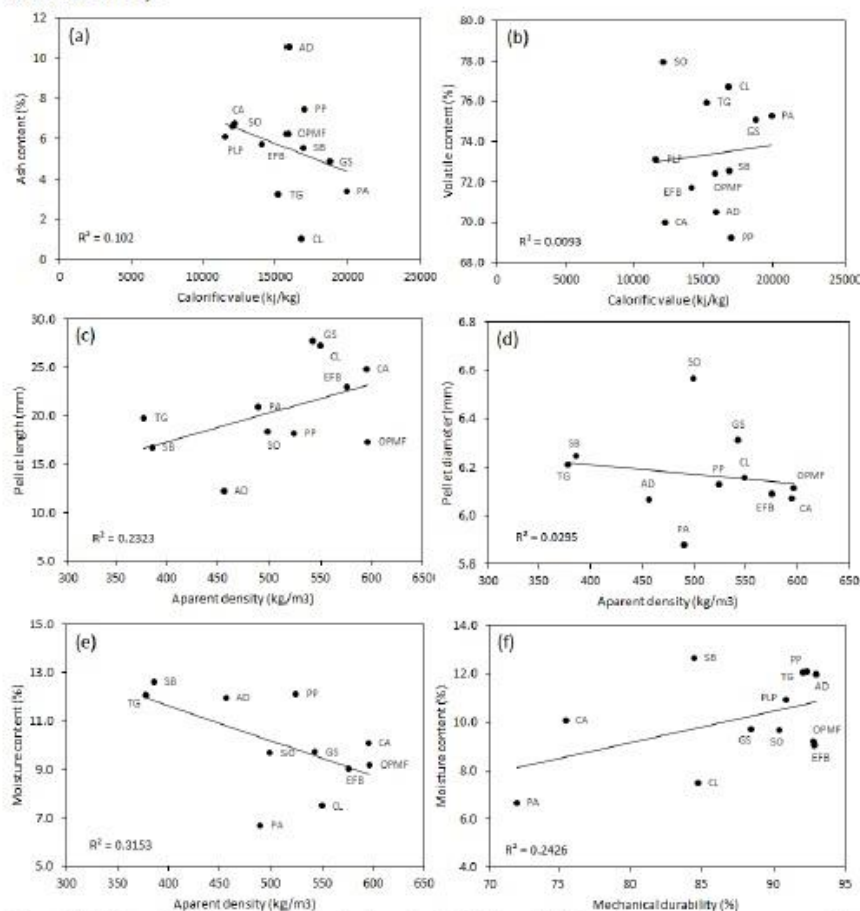 (a)
12
10
8
6
4
2
0
Ash content (%)
AD
PP
CA
SO
OPMF
PLP
EFB
SB
GS
TG
PA
CL
R² = 0.102
0 5000 10000 15000 20000 25000
Calorific value (kj/kg)
(b)
80.0
78.0
76.0
74.0
72.0
70.0
68.0
Volatile content (%)
SO
CL
TG
PA
GS
PLP
SB
OPMF
EFB
AD
CA
PP
R² = 0.0093
0 5000 10000 15000 20000 25000
Calorific value (kj/kg)
(c)
30.0
25.0
20.0
15.0
10.0
5.0
Pellet length (mm)
GS
CL
CA
EFB
PA
TG
PP
SO
OPMF
SB
AD
R² = 0.2323
300 350 400 450 500 550 600 650
Apparent density (kg/m3)
(d)
6.8
6.6
6.4
6.2
6.0
5.8
Pellet diameter (mm)
SO
GS
SB
TG
CL
PP
OPMF
AD
EFB
CA
PA
R² = 0.0295
300 350 400 450 500 550 600 650
Apparent density (kg/m3)
(e)
15.0
13.0
11.0
9.0
7.0
5.0
Moisture content (%)
SB
TG
AD
PP
CA
SO
GS
OPMF
EFB
CL
PA
R² = 0.3153
300 350 400 450 500 550 600 650
Apparent density (kg/m3)
(f)
14.0
12.0
10.0
8.0
6.0
4.0
Moisture content (%)
SB
PP
TG
AD
PLP
CA
GS
SO
OPMF
EFB
CL
PA
R² = 0.2426
70 75 80 85 90 95
Mechanical durability (%)